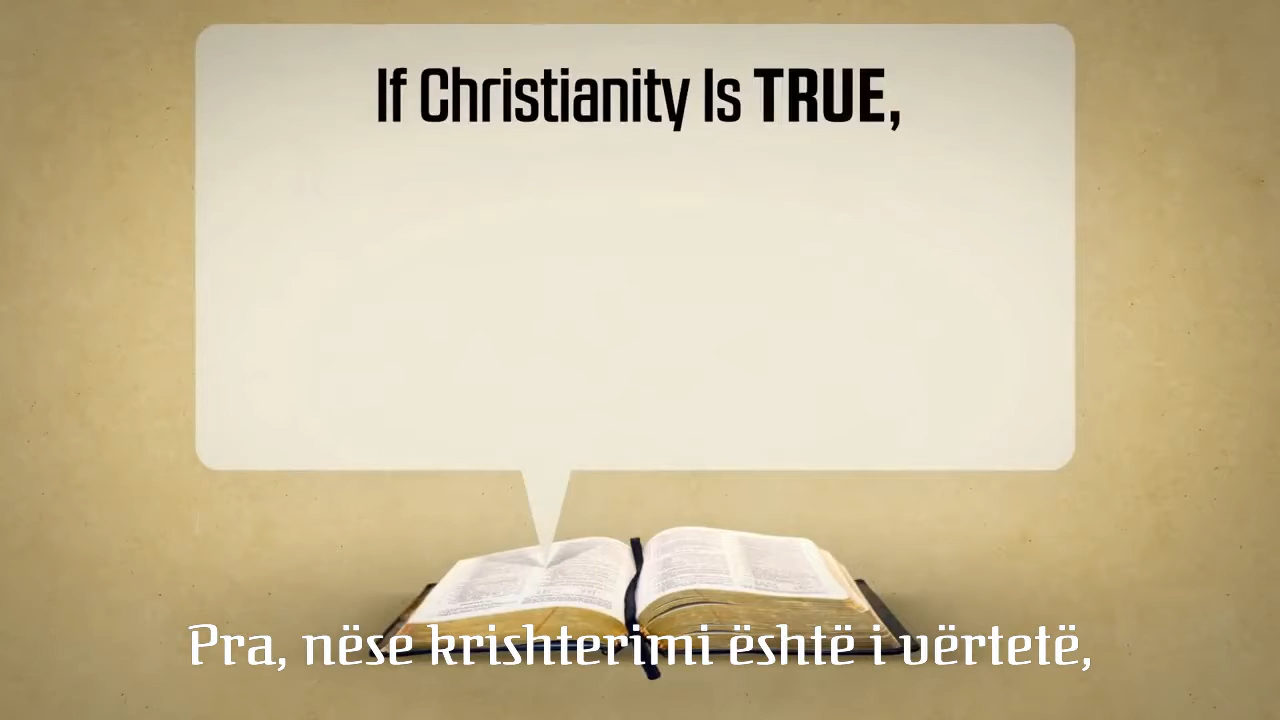 If Christianity Is TRUE,
Pra, nëse krishterimi është i vërtetë,